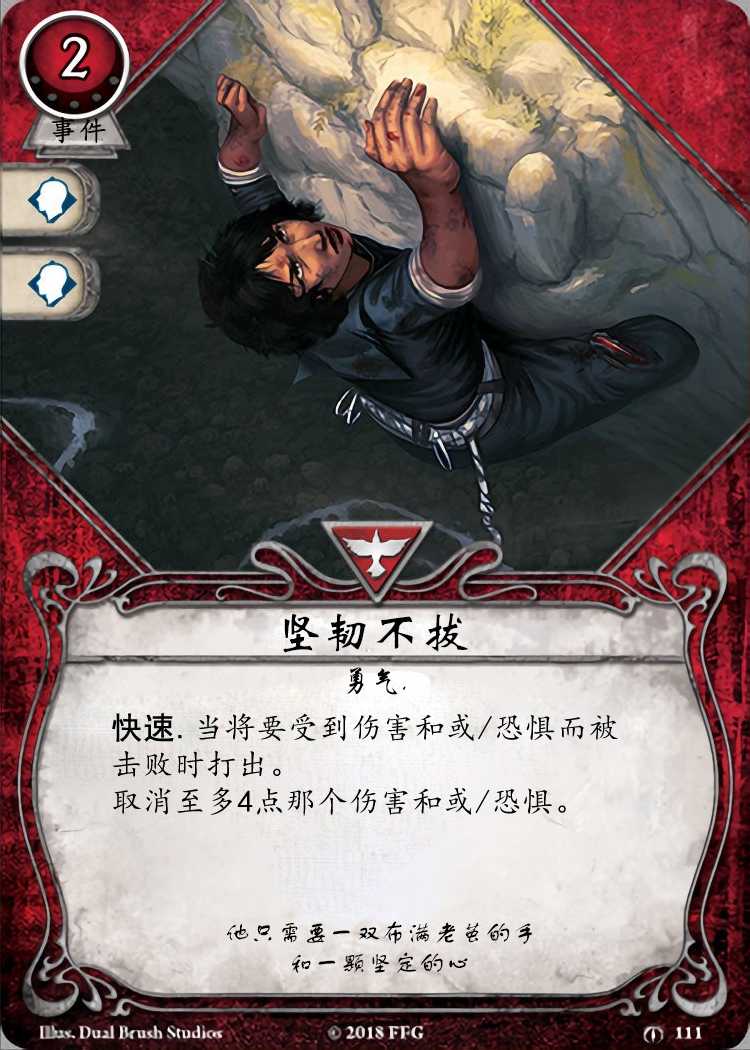 2
事件
坚韧不拔
勇气.
快速. 当将要受到伤害和或/恐惧而被
击败时打出。
取消至多4点那个伤害和或/恐惧。
他只需要一双布满老茧的手
和一颗坚定的心
Illus. Dual Brush Studios
© 2018 FFG
111